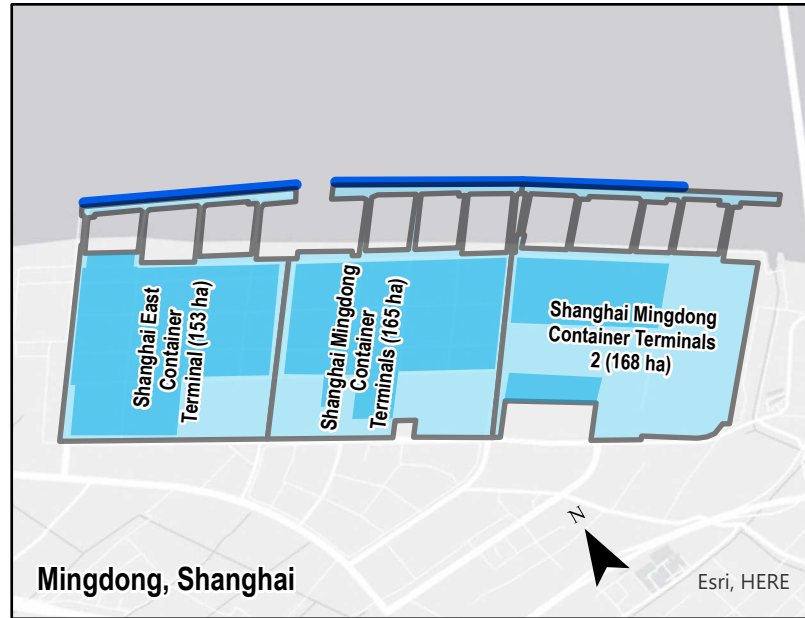 Shanghai East
Container
Terminal (153 ha)
Shanghai Mingdong
Container
Terminals (165 ha)
Shanghai Mingdong
Container Terminals
2 (168 ha)
N
Mingdong, Shanghai
Esri, HERE